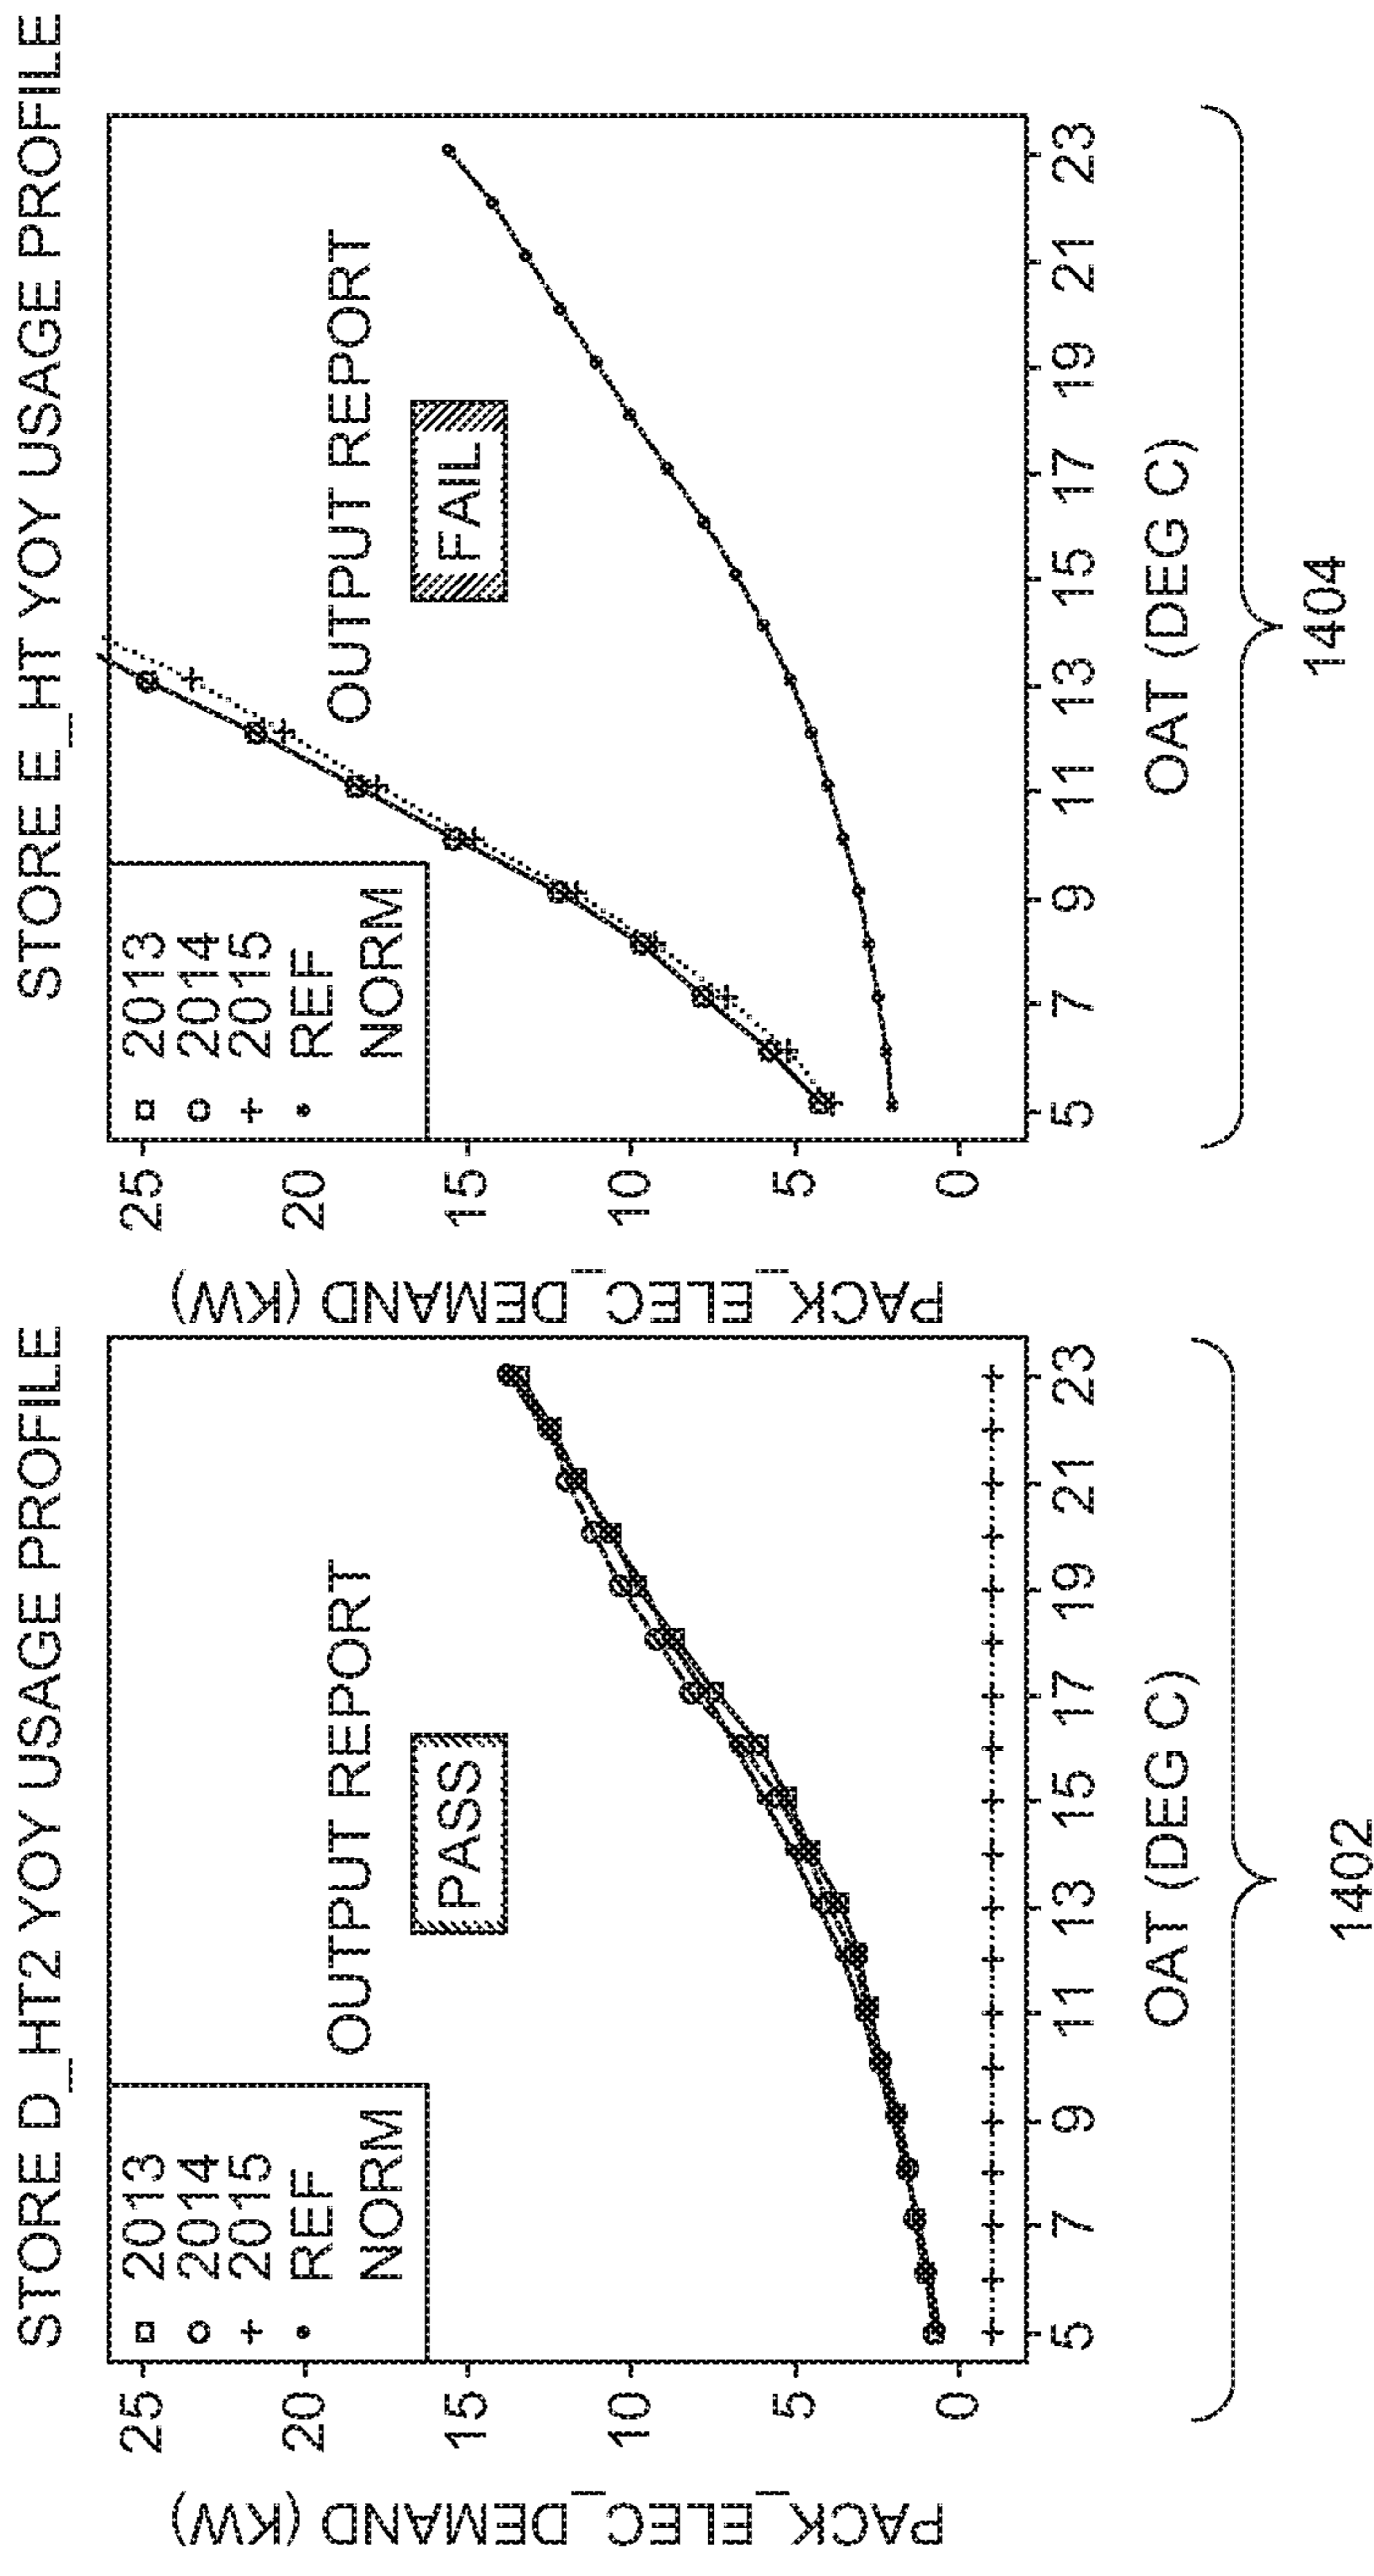 STORE D_HT2 YOY USAGE PROFILE
PACK_ELEC_DEMAND (KW)
25
20
15
10
5
0
2013
2014
2015
REF
NORM
OUTPUT REPORT
PASS
5 7 9 11 13 15 17 19 21 23
OAT (DEG C)
1402
STORE E_HT YOY USAGE PROFILE
PACK_ELEC_DEMAND (KW)
25
20
15
10
5
0
2013
2014
2015
REF
NORM
OUTPUT REPORT
FAIL
5 7 9 11 13 15 17 19 21 23
OAT (DEG C)
1404